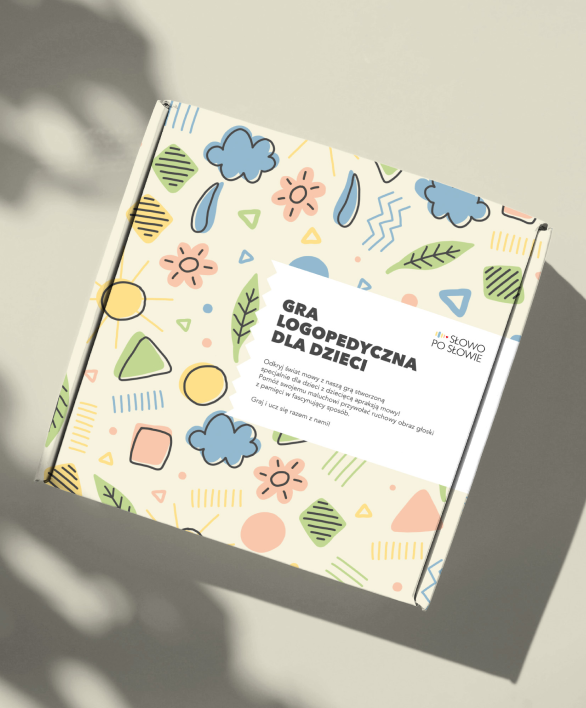 GRA
LOGOPEDYCZNA
DLA DZIECI
SŁOWO
PO SŁOWIE
Odkryj świat mowy z naszą grą stworzoną
specjalnie dla dzieci z dziecięcą apraksją mowy!
Pomóż swojemu maluchowi przywołać ruchowy obraz głoski
z pamięci w fascynujący sposób.
Graj i ucz się razem z nami!